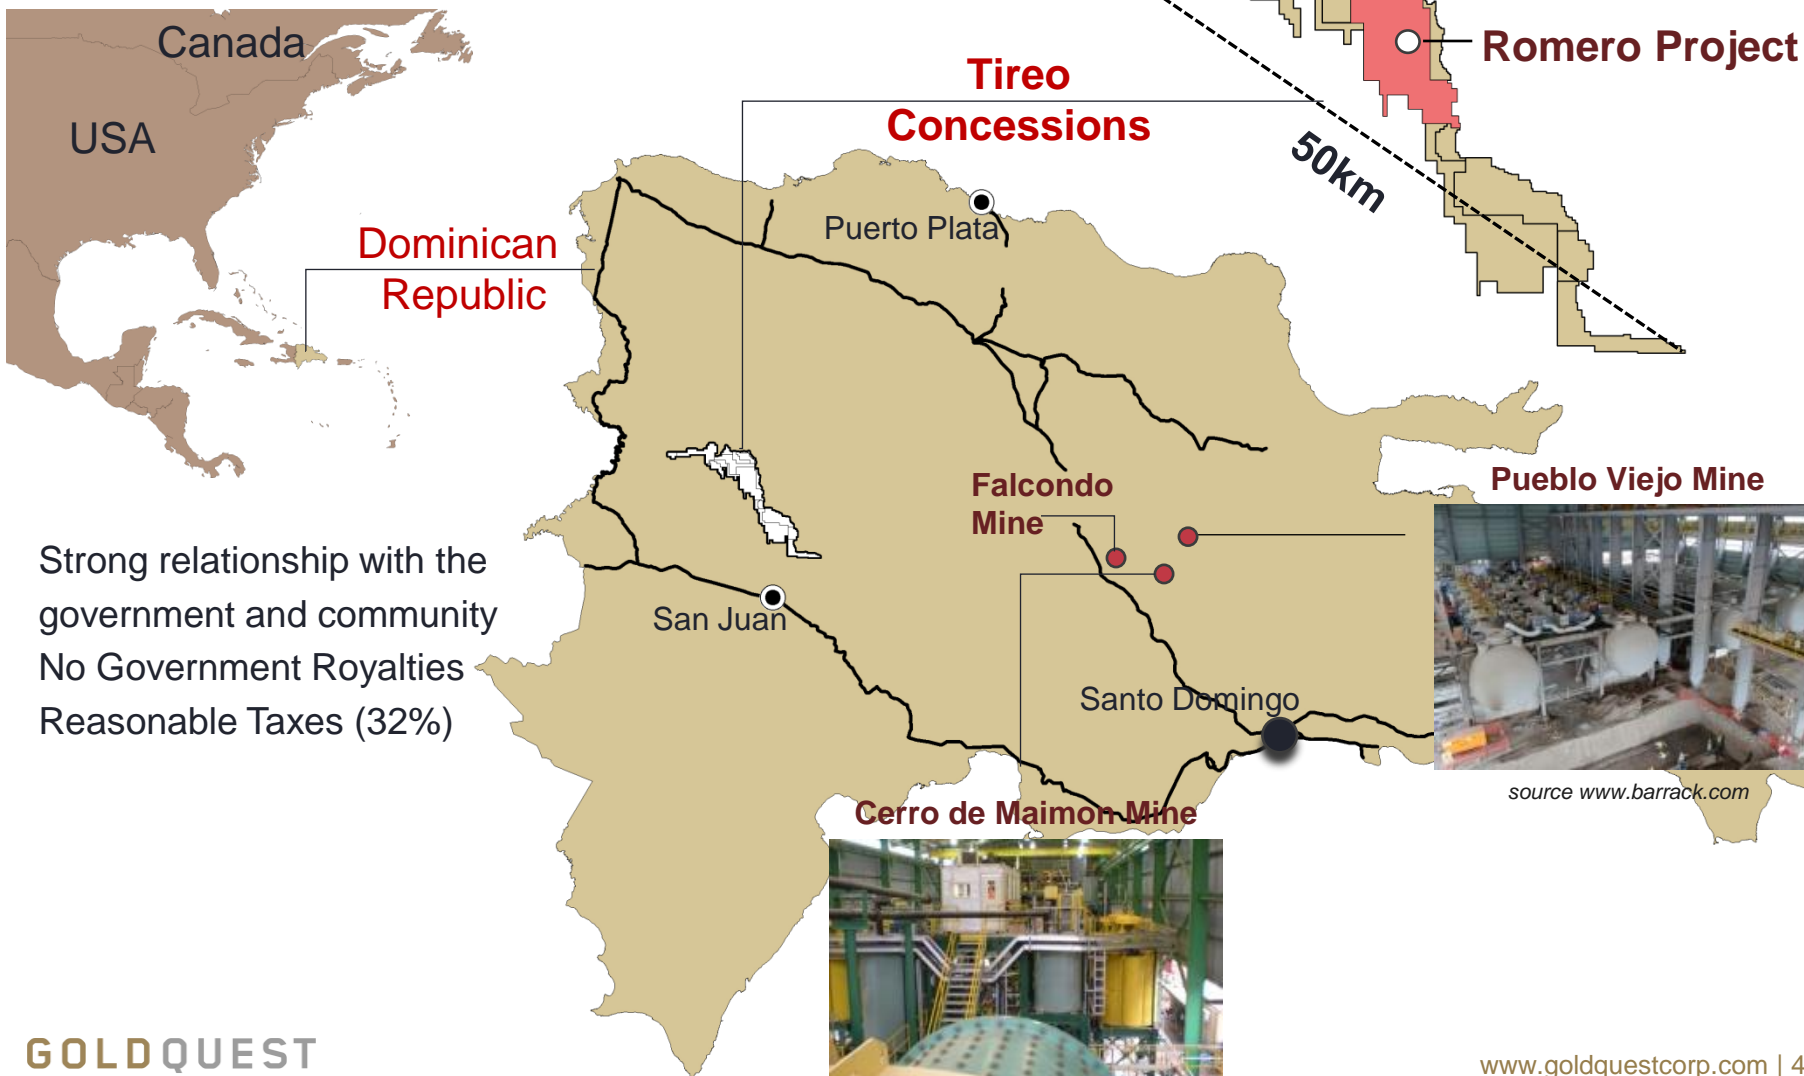 Canada
USA
Romero Project
Tireo
Concessions
50km
Dominican
Republic
Puerto Plata
Falcondo
Mine
Pueblo Viejo Mine
Strong relationship with the
government and community
No Government Royalties
Reasonable Taxes (32%)
San Juan
Santo Domingo
source www.barrack.com
Cerro de Maimon Mine
GOLDQUEST
www.goldquestcorp.com | 4